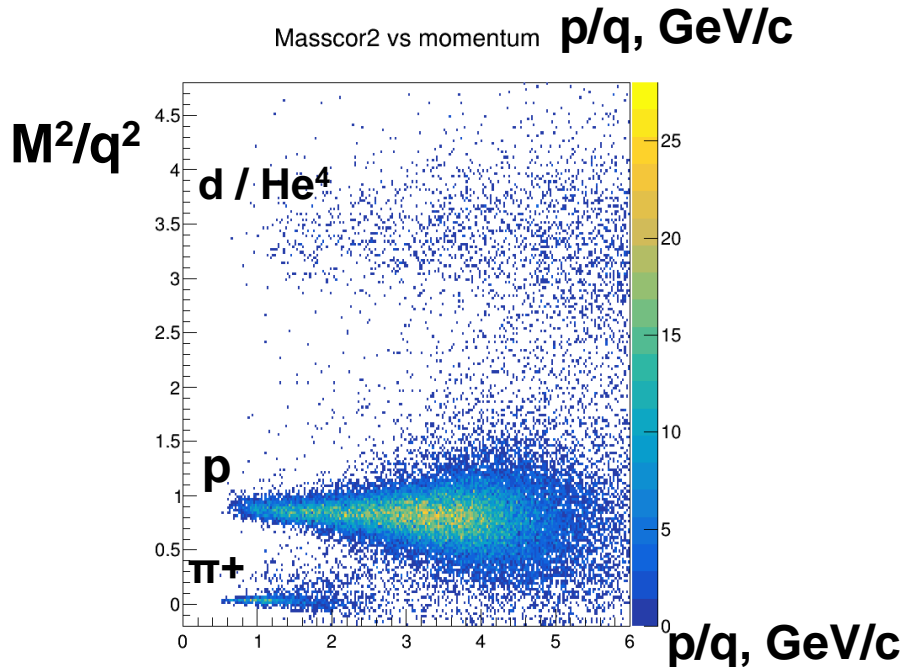 Masscor2 vs momentum p/q, GeV/c
M²/q²
d / He⁴
p
π+
4.5
4
3.5
3
2.5
2
1.5
1
0.5
0
0 1 2 3 4 5 6
25
20
15
10
5
0
p/q, GeV/c